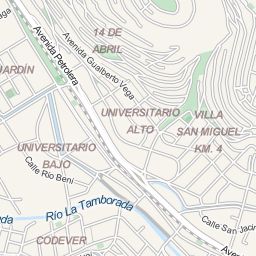 14 DE
ABRIL
Avenida Petrolera
Avenida Gualberto Vega
JARDÍN
UNIVERSITARIO
ALTO
VILLA
SAN MIGUEL
KM. 4
UNIVERSITARIO
BAJO
Calle Río Beni
Río La Tamborada
CODEVER
Calle San Jacin